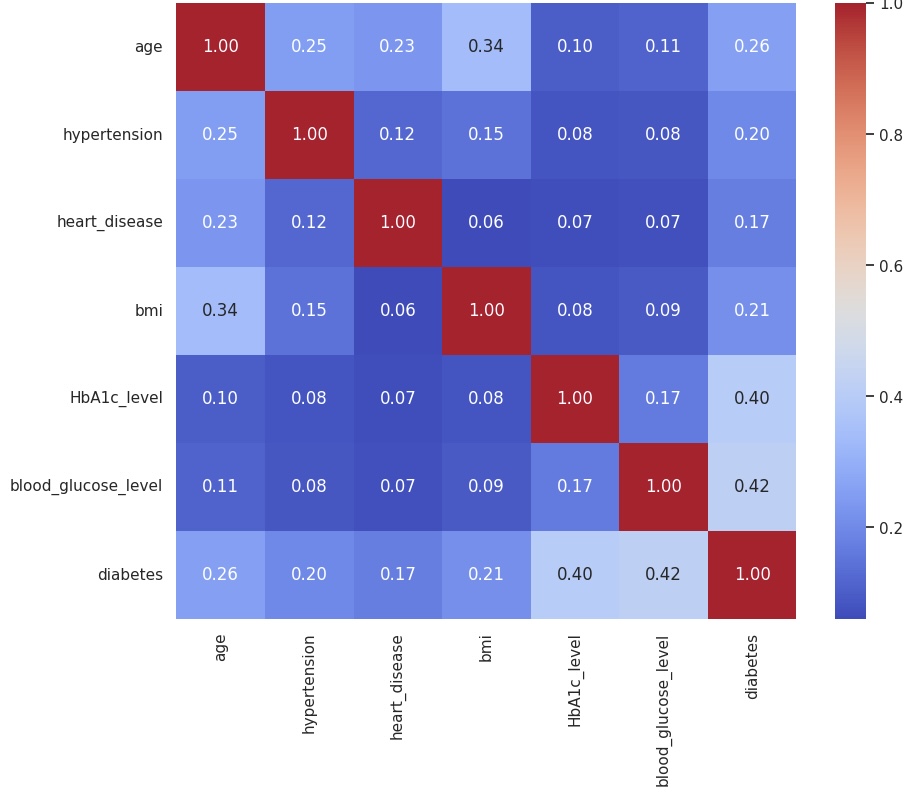 age 1.00 0.25 0.23 0.34 0.10 0.11 0.26
hypertension 0.25 1.00 0.12 0.15 0.08 0.08 0.20
heart_disease 0.23 0.12 1.00 0.06 0.07 0.07 0.17
bmi 0.34 0.15 0.06 1.00 0.08 0.09 0.21
HbA1c_level 0.10 0.08 0.07 0.08 1.00 0.17 0.40
blood_glucose_level 0.11 0.08 0.07 0.09 0.17 1.00 0.42
diabetes 0.26 0.20 0.17 0.21 0.40 0.42 1.00
age
hypertension
heart_disease
bmi
HbA1c_level
blood_glucose_level
diabetes
1.0
0.8
0.6
0.4
0.2